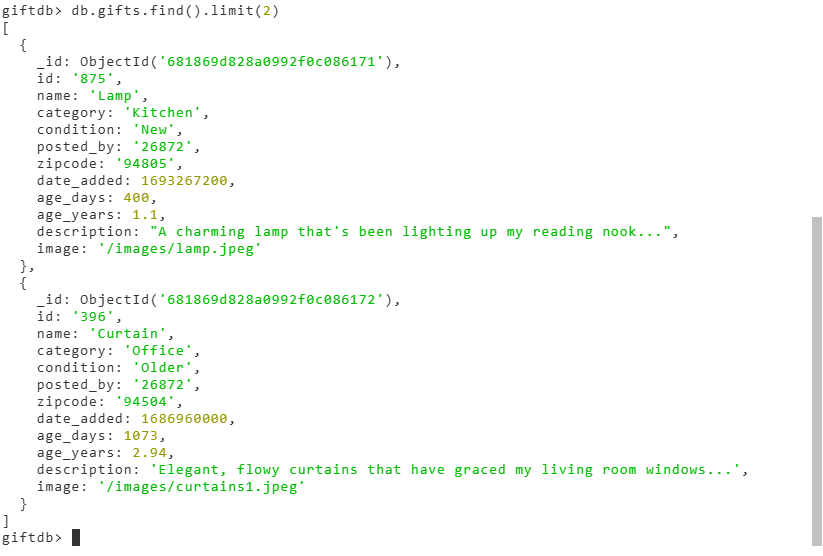 giftdb> db.gifts.find().limit(2)
[
  {
    _id: ObjectId('681869d828a0992f0c086171'),
    id: '875',
    name: 'Lamp',
    category: 'Kitchen',
    condition: 'New',
    posted_by: '26872',
    zipcode: '94805',
    date_added: 1693267200,
    age_days: 400,
    age_years: 1.1,
    description: "A charming lamp that's been lighting up my reading nook...",
    image: '/images/lamp.jpeg'
  },
  {
    _id: ObjectId('681869d828a0992f0c086172'),
    id: '396',
    name: 'Curtain',
    category: 'Office',
    condition: 'Older',
    posted_by: '26872',
    zipcode: '94504',
    date_added: 1686960000,
    age_days: 1073,
    age_years: 2.94,
    description: 'Elegant, flowy curtains that have graced my living room windows...',
    image: '/images/curtains1.jpeg'
  }
]
giftdb>